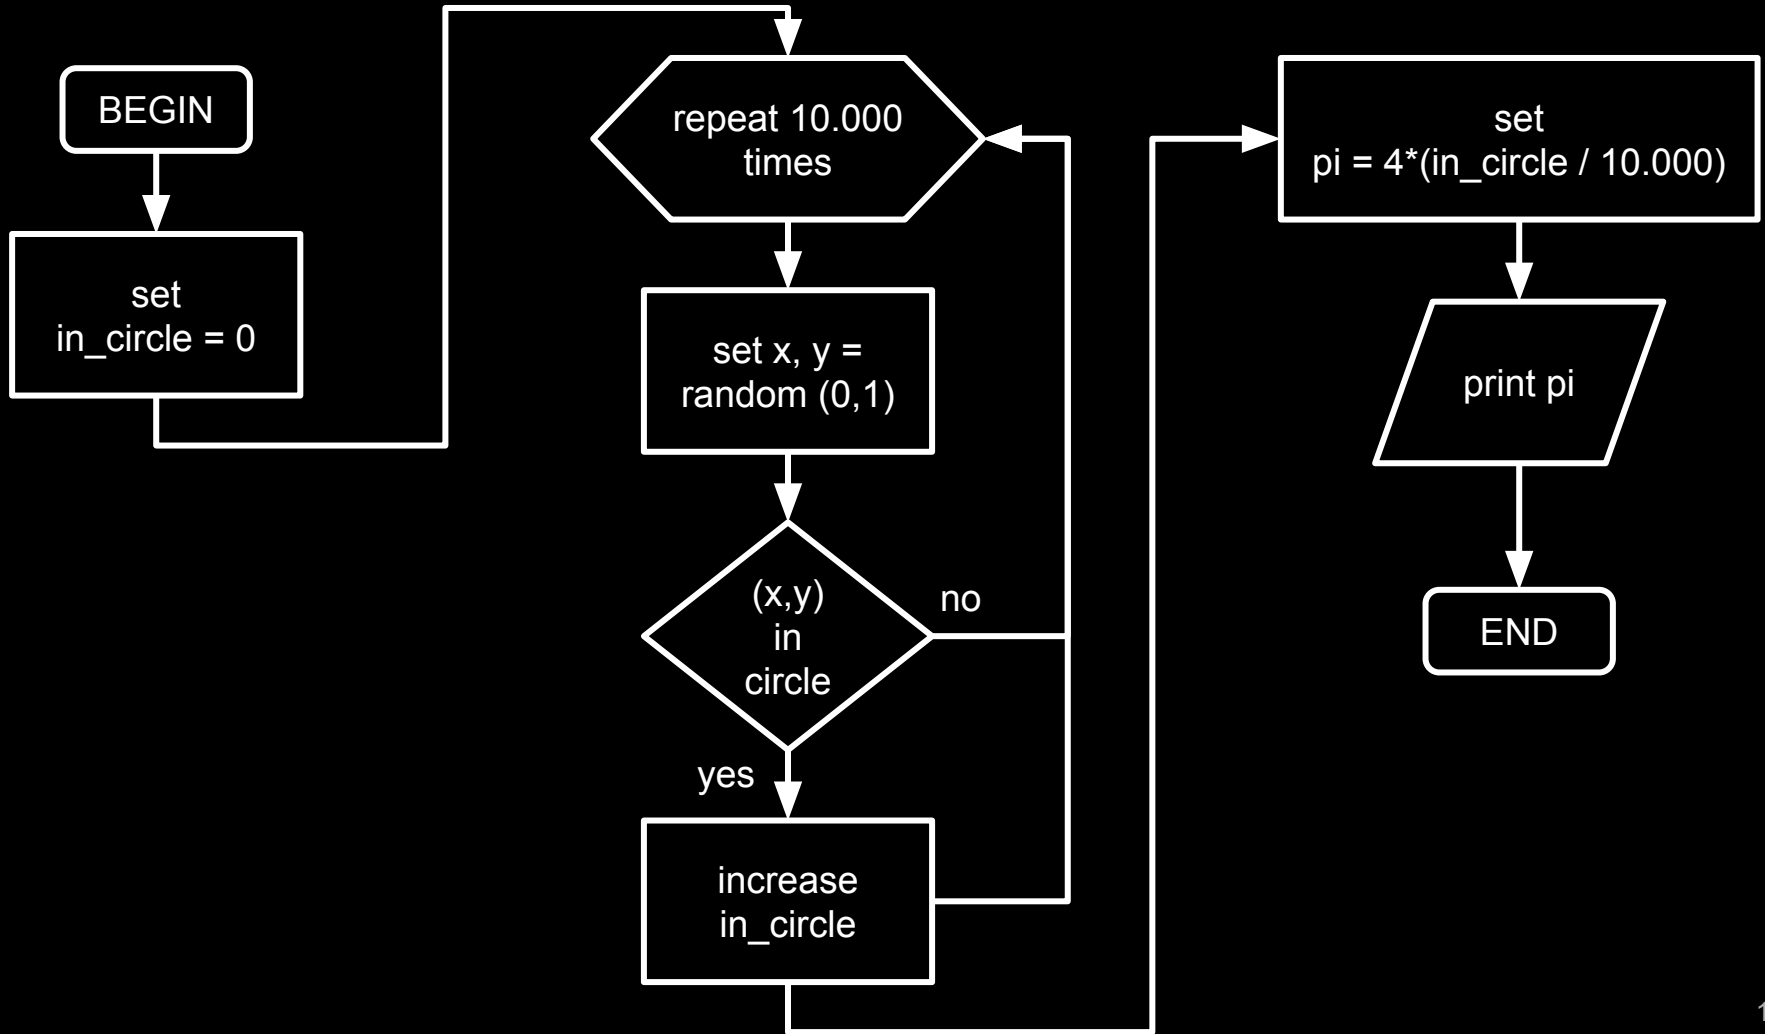 BEGIN
set
in_circle = 0
repeat 10.000
times
set x, y =
random (0,1)
(x,y)
in
circle
no
yes
increase
in_circle
set
pi = 4*(in_circle / 10.000)
print pi
END